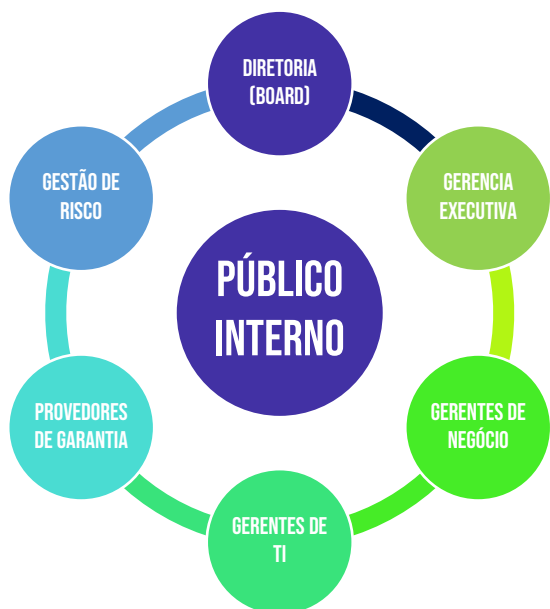 DIRETORIA
(BOARD)
GESTÃO DE
RISCO
GERENCIA
EXECUTIVA
PÚBLICO
INTERNO
PROVEDORES
DE GARANTIA
GERENTES DE
NEGÓCIO
GERENTES DE
TI